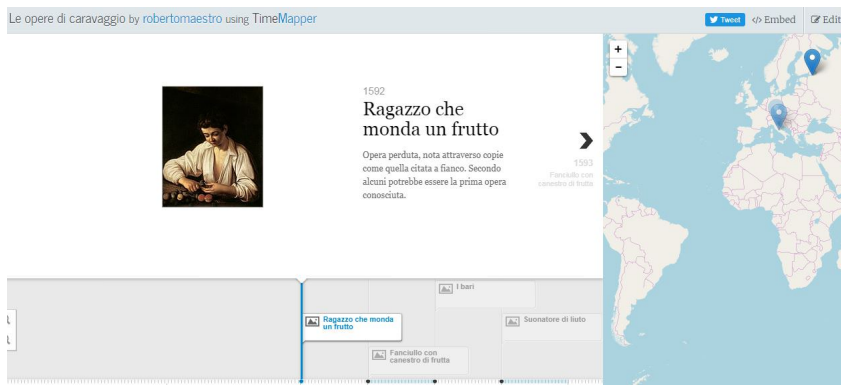 Le opere di caravaggio by robertomaestro using TimeMapper
Tweet
</> Embed
Edit
1592
Ragazzo che
monda un frutto
Opera perduta, nota attraverso copie
come quella citata a fianco. Secondo
alcuni potrebbe essere la prima opera
conosciuta.
1593
Fanciullo con
canestro di frutta
+
−
I bari
Ragazzo che monda
un frutto
Suonatore di liuto
Fanciullo con
canestro di frutta